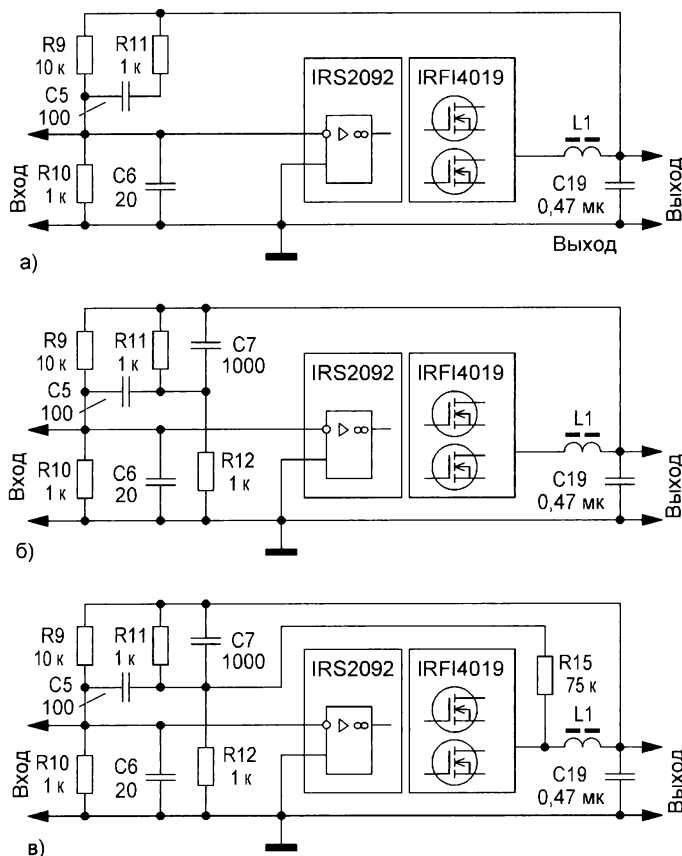 R9
10 к
R11
1 к
C5
100
R10
1 к
C6
20
IRS2092
∞
IRFI4019
L1
C19
0,47 мк
Вход
Выход
Выход
а)
R9
10 к
R11
1 к
C7
1000
C5
100
R10
1 к
C6
20
R12
1 к
IRS2092
∞
IRFI4019
L1
C19
0,47 мк
Вход
Выход
б)
R9
10 к
R11
1 к
C7
1000
C5
100
R10
1 к
C6
20
R12
1 к
IRS2092
∞
IRFI4019
R15
75 к
L1
C19
0,47 мк
Вход
Выход
в)